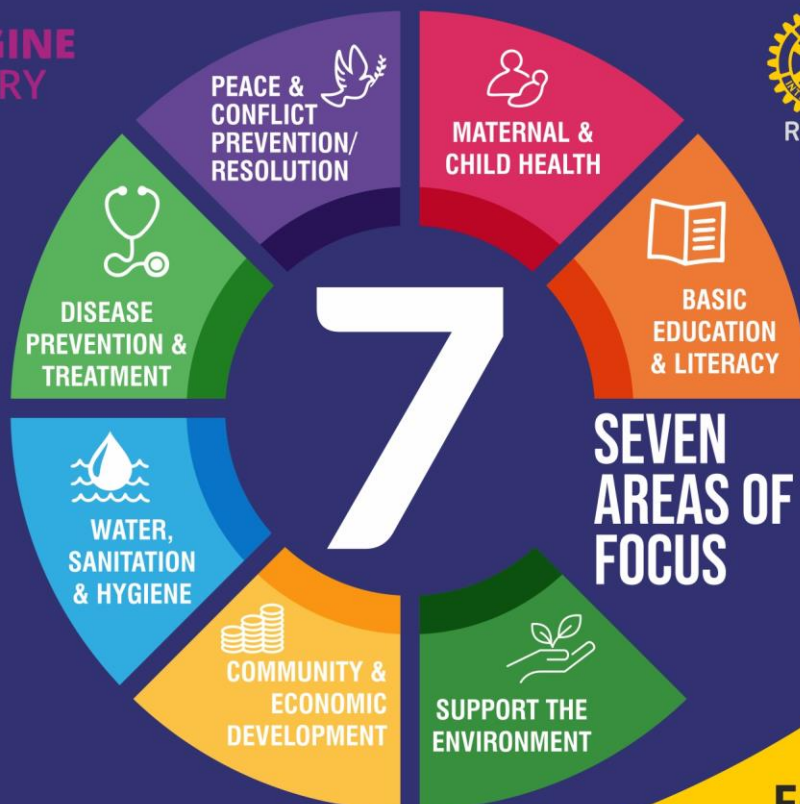 PEACE &
CONFLICT
PREVENTION/
RESOLUTION
MATERNAL &
CHILD HEALTH
BASIC
EDUCATION
& LITERACY
DISEASE
PREVENTION &
TREATMENT
7
SEVEN
AREAS OF
FOCUS
WATER,
SANITATION
& HYGIENE
COMMUNITY &
ECONOMIC
DEVELOPMENT
SUPPORT THE
ENVIRONMENT